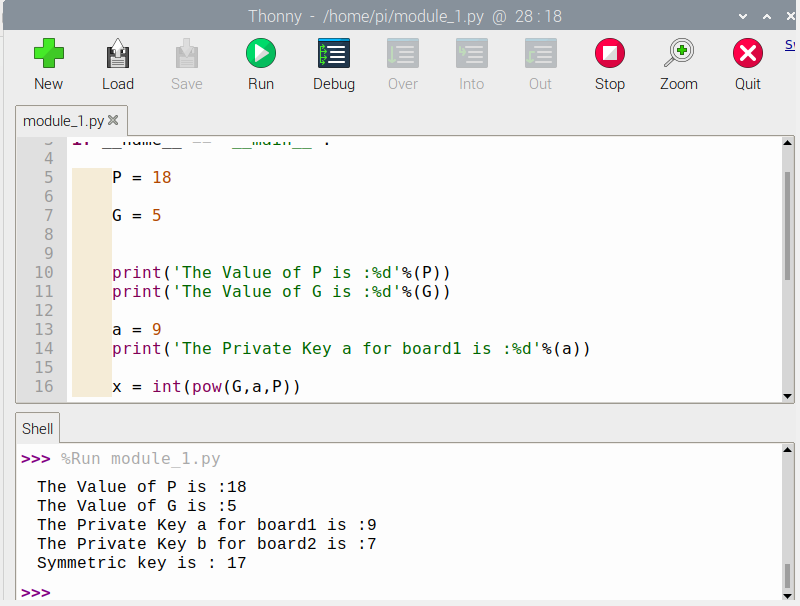 Thonny - /home/pi/module_1.py @ 28 : 18
New Load Save Run Debug Over Into Out Stop Zoom Quit
module_1.py
4
5 P = 18
6
7 G = 5
8
9
10 print('The Value of P is :%d'%(P))
11 print('The Value of G is :%d'%(G))
12
13 a = 9
14 print('The Private Key a for board1 is :%d'%(a))
15
16 x = int(pow(G,a,P))
Shell
>>> %Run module_1.py
The Value of P is :18
The Value of G is :5
The Private Key a for board1 is :9
The Private Key b for board2 is :7
Symmetric key is : 17
>>>